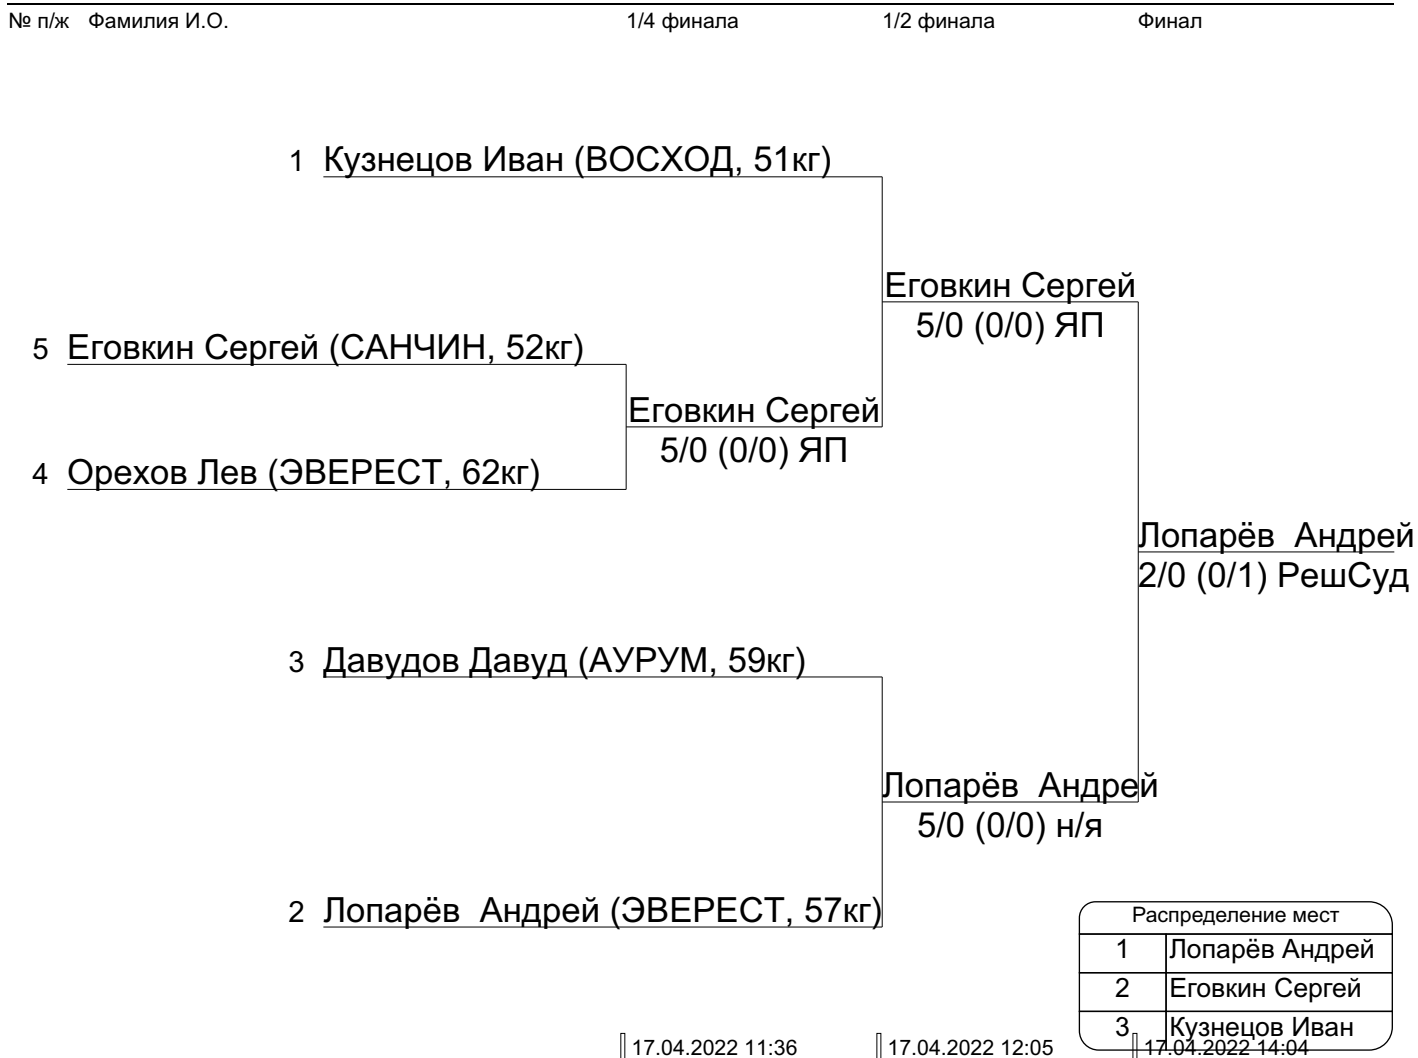 № п/ж Фамилия И.О. 1/4 финала 1/2 финала Финал
1 Кузнецов Иван (ВОСХОД, 51кг)
Еговкин Сергей
5/0 (0/0) ЯП
5 Еговкин Сергей (САНЧИН, 52кг)
Еговкин Сергей
5/0 (0/0) ЯП
4 Орехов Лев (ЭВЕРЕСТ, 62кг)
Лопарёв Андрей
2/0 (0/1) РешСуд
3 Давудов Давуд (АУРУМ, 59кг)
Лопарёв Андрей
5/0 (0/0) н/я
2 Лопарёв Андрей (ЭВЕРЕСТ, 57кг)
Распределение мест
1 Лопарёв Андрей
2 Еговкин Сергей
3 Кузнецов Иван
17.04.2022 11:36 17.04.2022 12:05 17.04.2022 14:04